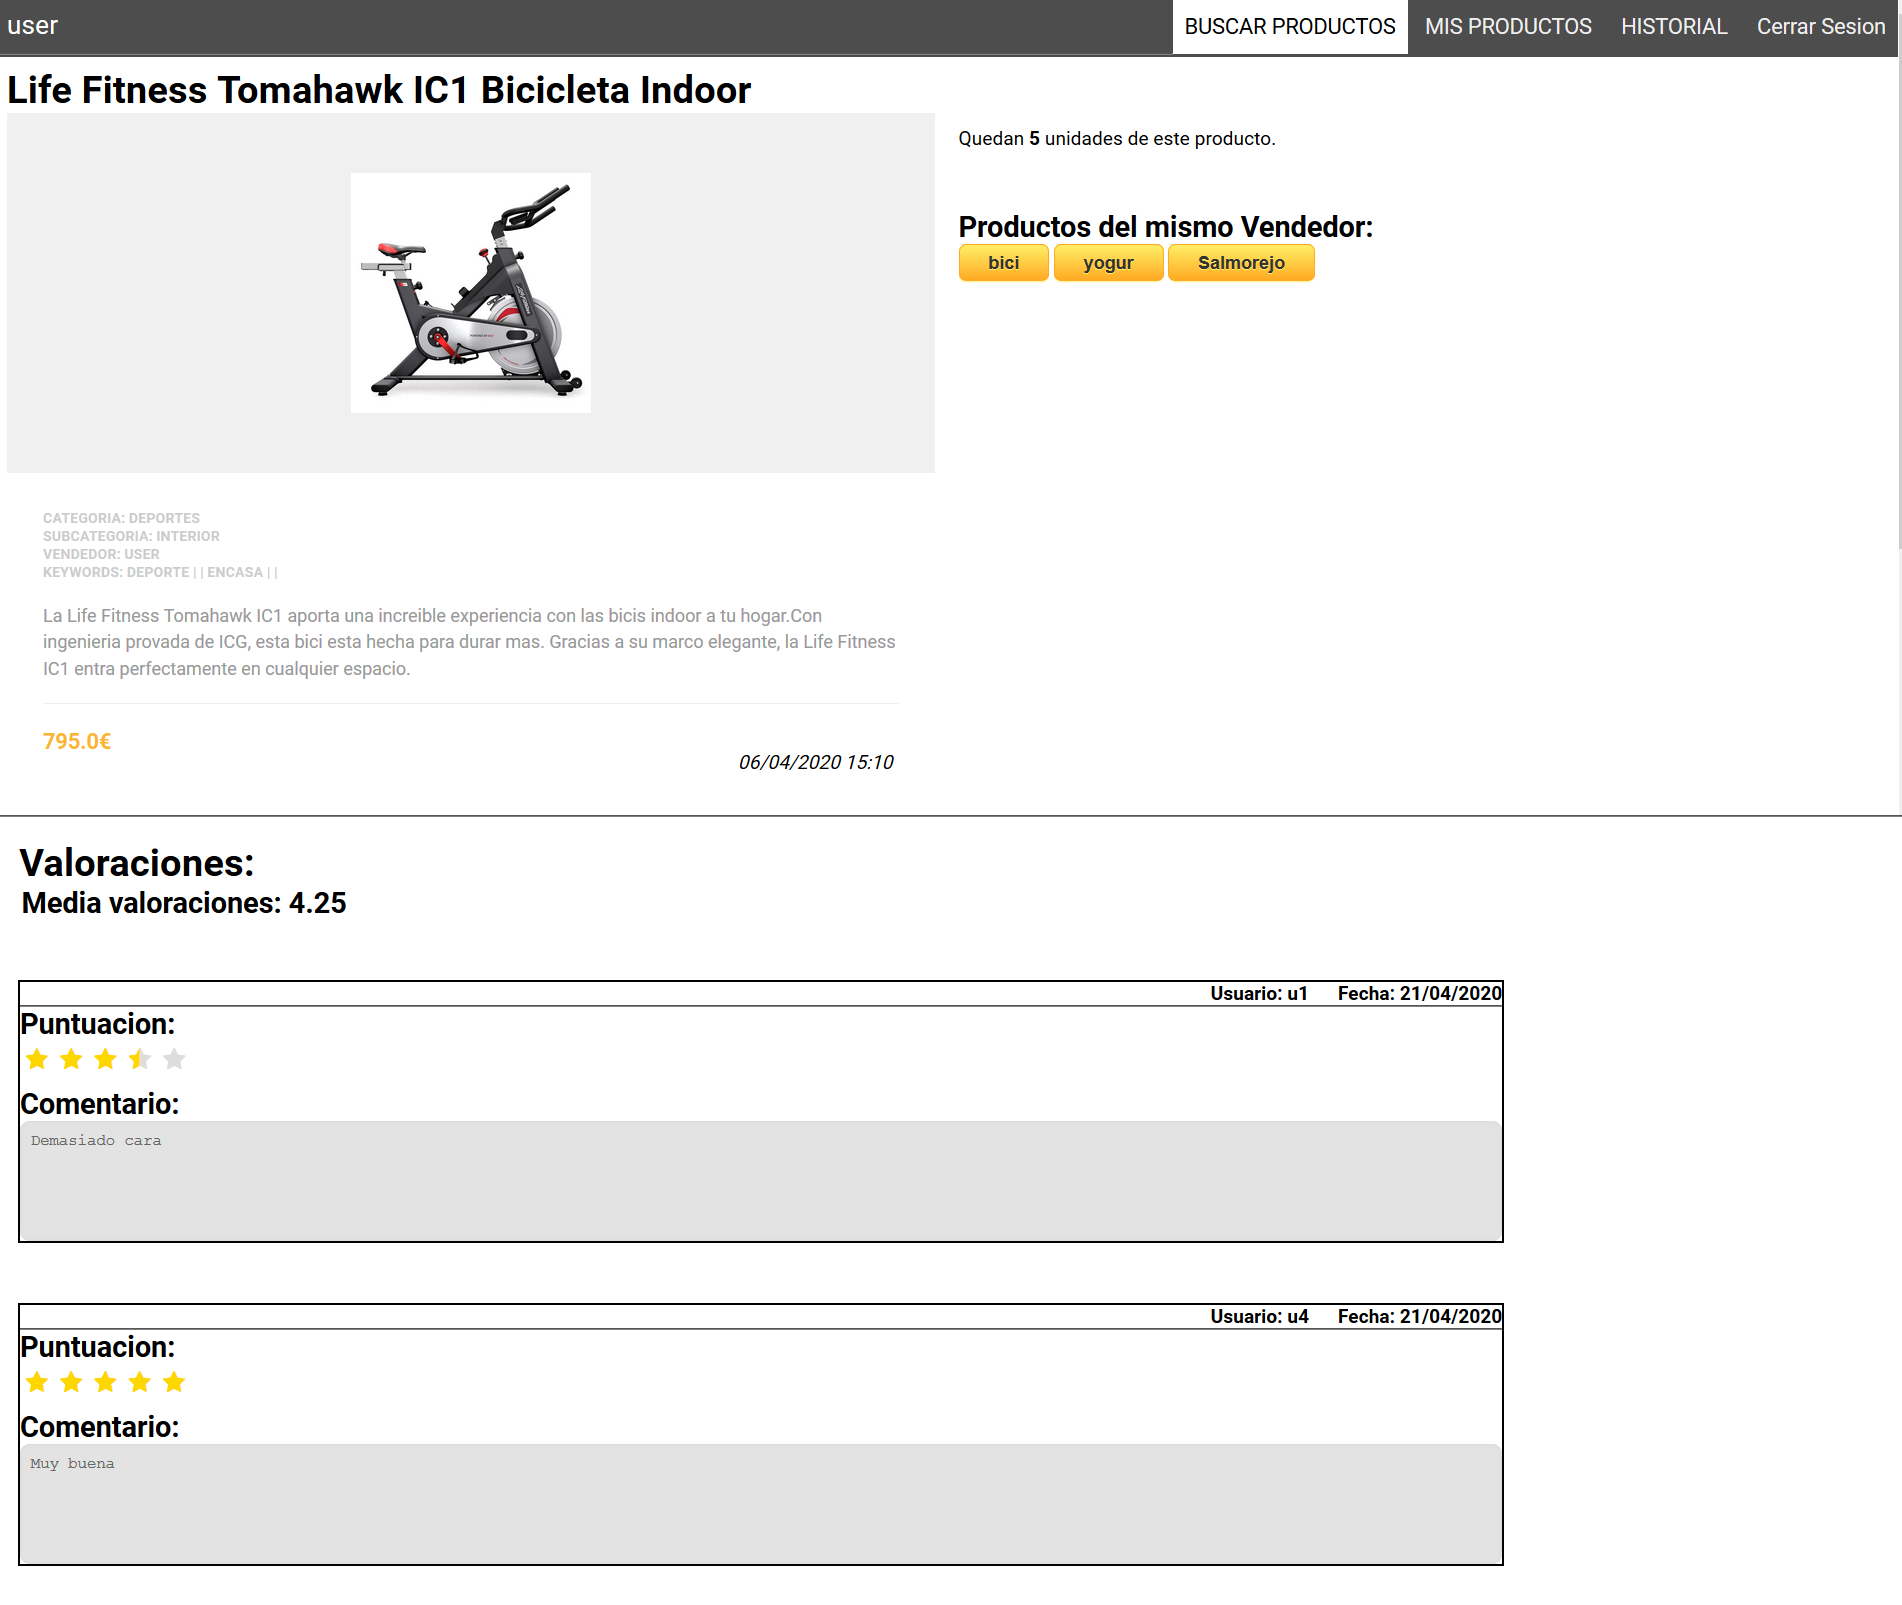 user
BUSCAR PRODUCTOS
MIS PRODUCTOS
HISTORIAL
Cerrar Sesion
Life Fitness Tomahawk IC1 Bicicleta Indoor
Quedan 5 unidades de este producto.
Productos del mismo Vendedor:
bici
yogur
Salmorejo
CATEGORIA: DEPORTES
SUBCATEGORIA: INTERIOR
VENDEDOR: USER
KEYWORDS: DEPORTE | | ENCASA | |
La Life Fitness Tomahawk IC1 aporta una increible experiencia con las bicis indoor a tu hogar.Con
ingenieria provada de ICG, esta bici esta hecha para durar mas. Gracias a su marco elegante, la Life Fitness
IC1 entra perfectamente en cualquier espacio.
795.0€
06/04/2020 15:10
Valoraciones:
Media valoraciones: 4.25
Usuario: u1 Fecha: 21/04/2020
Puntuacion:
Comentario:
Demasiado cara
Usuario: u4 Fecha: 21/04/2020
Puntuacion:
Comentario:
Muy buena